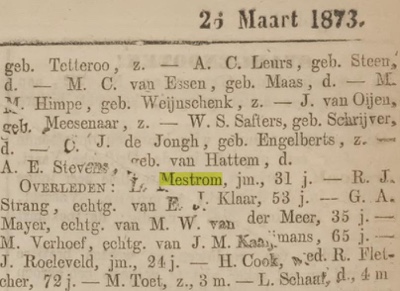 25 Maart 1873.
geb. Tetteroo, z. — A. C. Leurs, geb. Steen,
d. — M. C. van Essen, geb. Maas, d. — M.
M. Himpe, geb. Weijnschenk, z. — J. van Oijen,
geb. Meesenaar, z. — W. S. Safters, geb. Schrijver,
d. — C. J. de Jongh, geb. Engelberts, z. —
A. E. Stevens, geb. van Hattem, d.
OVERLEDEN: L. Mestrom, jm., 31 j. — R. J.
Strang, echtg. van E. J. Klaar, 53 j. — G. A.
Mayer, echtg. van M. W. van der Meer, 35 j. —
M. Verhoef, echtg. van J. M. mans, 65 j. —
J. Roeleveld, jm., 24 j. — H. Cook, wed. R. Flet-
cher, 72 j. — M. Toet, z., 3 m. — L. Schaaf, d., 4 m